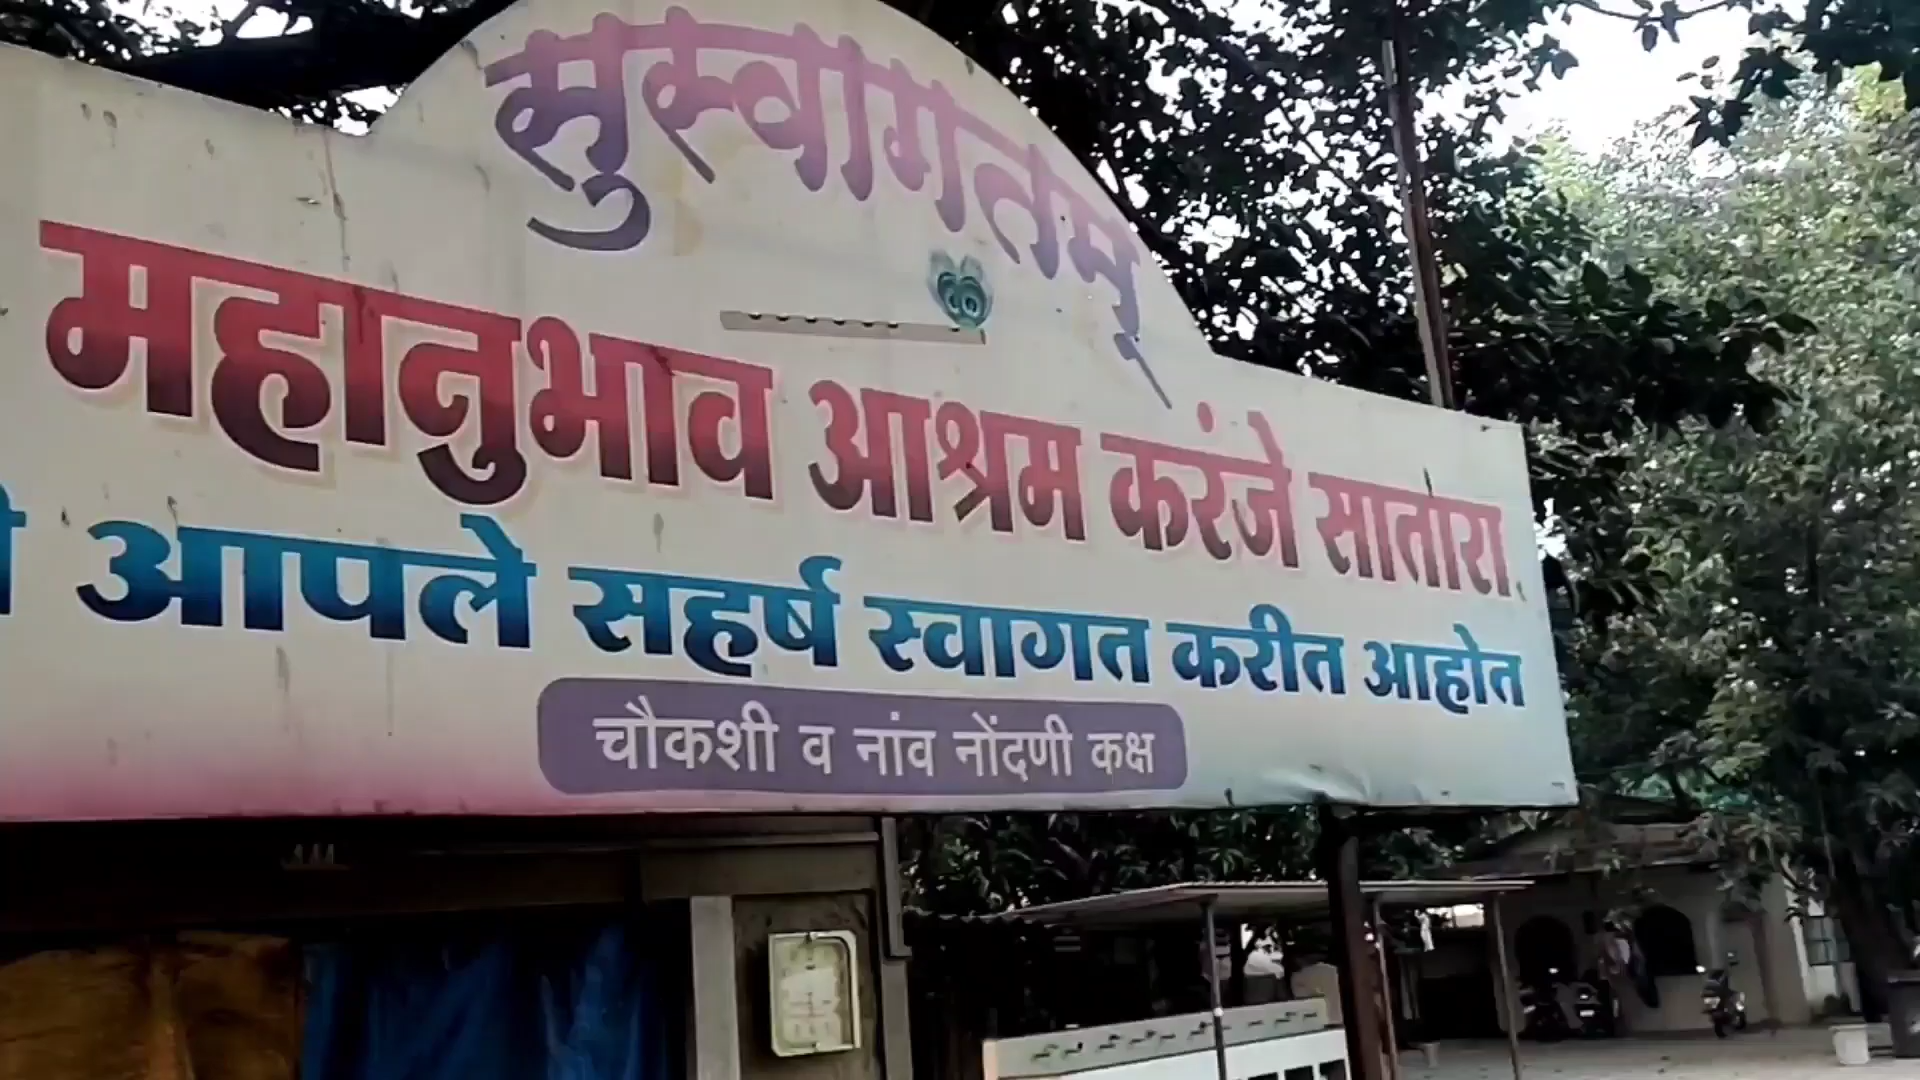 सुस्वागतम्
महानुभाव आश्रम करंजे सातारा.
आपले सहर्ष स्वागत करीत आहोत
चौकशी व नांव नोंदणी कक्ष